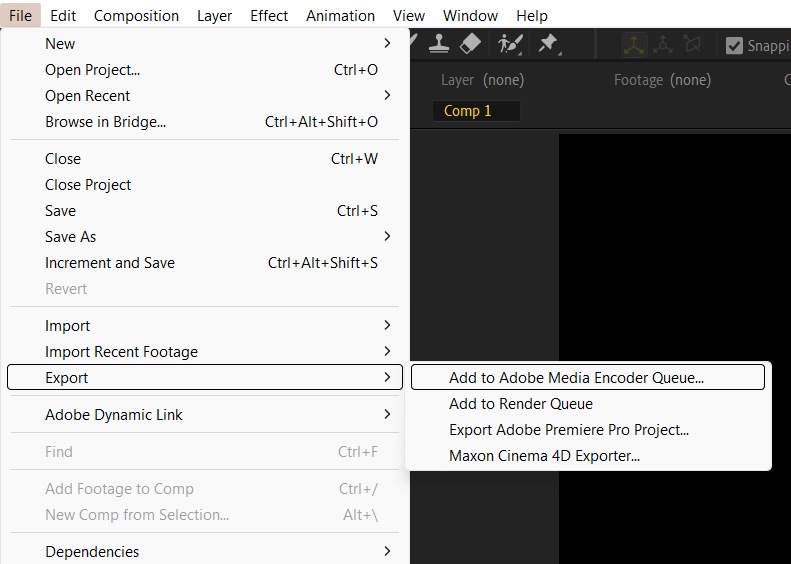 File Edit Composition Layer Effect Animation View Window Help
New
Open Project... Ctrl+O
Open Recent
Browse in Bridge... Ctrl+Alt+Shift+O
Close Ctrl+W
Close Project
Save Ctrl+S
Save As
Increment and Save Ctrl+Alt+Shift+S
Revert
Import
Import Recent Footage
Export
Adobe Dynamic Link
Find Ctrl+F
Add Footage to Comp Ctrl+/
New Comp from Selection... Alt+\
Dependencies
Snappi
Layer (none) Footage (none)
Comp 1
Add to Adobe Media Encoder Queue...
Add to Render Queue
Export Adobe Premiere Pro Project...
Maxon Cinema 4D Exporter...